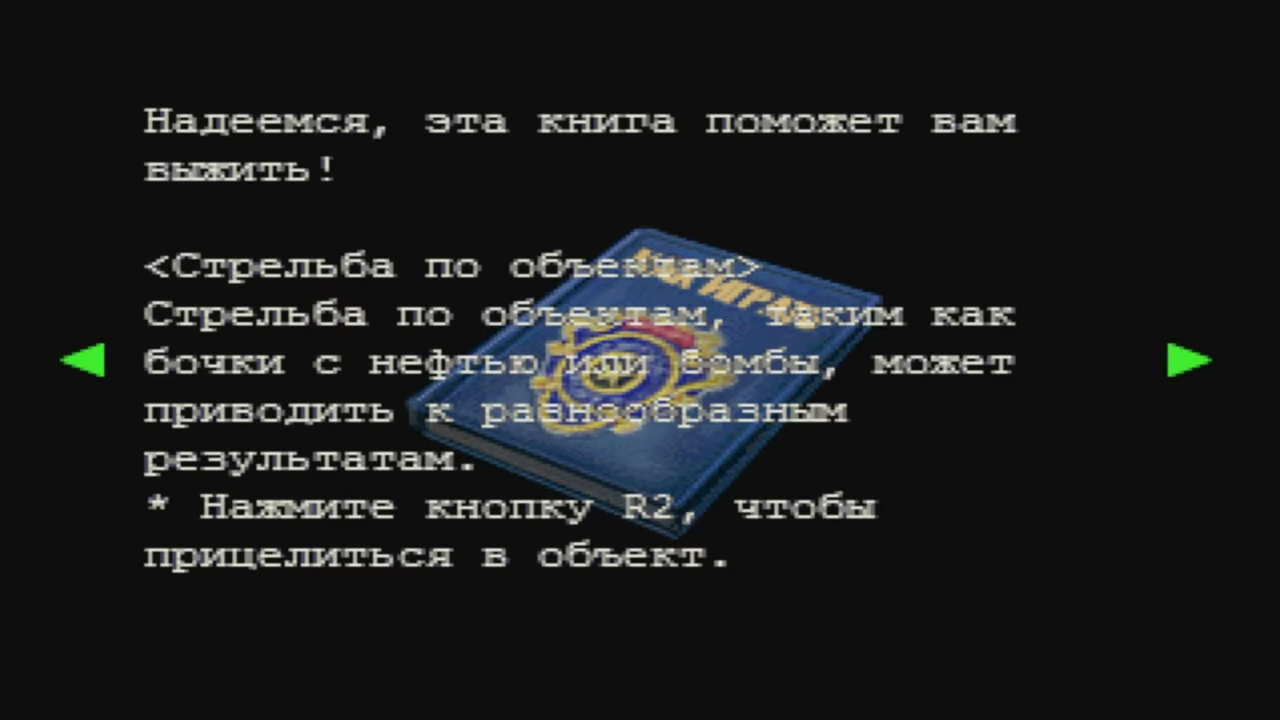 Надеемся, эта книга поможет вам
выжить!
<Стрельба по объектам>
Стрельба по объектам, таким как
бочки с нефтью или бомбы, может
приводить к разнообразным
результатам.
* Нажмите кнопку R2, чтобы
прицелиться в объект.